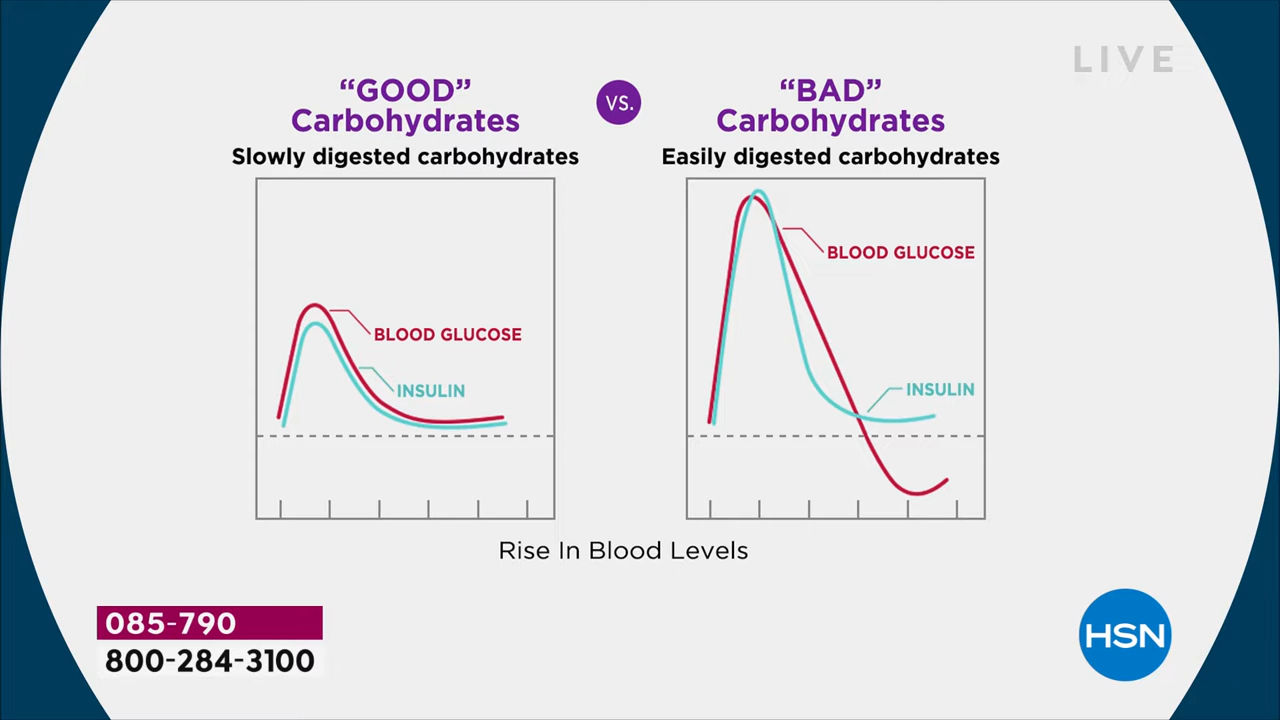 LIVE
“GOOD”
Carbohydrates
Slowly digested carbohydrates
VS.
“BAD”
Carbohydrates
Easily digested carbohydrates
BLOOD GLUCOSE
INSULIN
BLOOD GLUCOSE
INSULIN
Rise In Blood Levels
085-790
800-284-3100
HSN